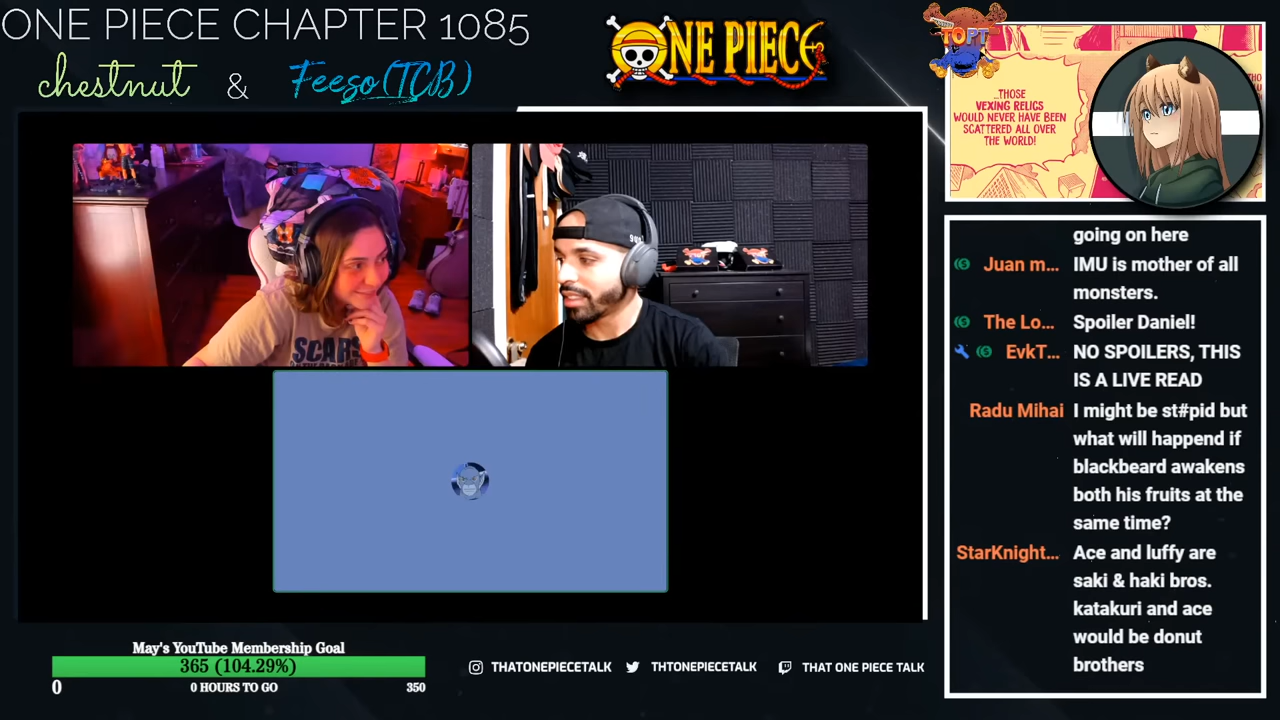 ONE PIECE CHAPTER 1085
chestnut & Feeso(TCB)
ONE PIECE
TOPT
...THOSE
VEXING RELICS
WOULD NEVER HAVE BEEN
SCATTERED ALL OVER
THE WORLD!
SCARS
going on here
Juan m... IMU is mother of all
monsters.
The Lo... Spoiler Daniel!
EvkT... NO SPOILERS, THIS
IS A LIVE READ
Radu Mihai I might be st#pid but
what will happend if
blackbeard awakens
both his fruits at the
same time?
StarKnight... Ace and luffy are
saki & haki bros.
katakuri and ace
would be donut
brothers
May's YouTube Membership Goal
365 (104.29%)
0 0 HOURS TO GO 350
THATONEPIECETALK THTONEPIECETALK THAT ONE PIECE TALK